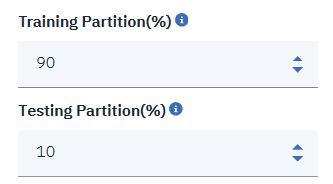 Training Partition(%)
90
Testing Partition(%)
10